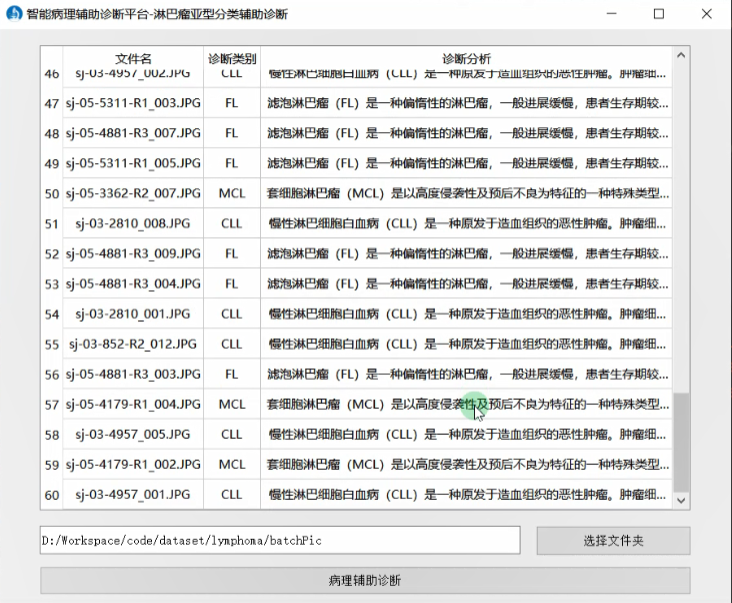 智能病理辅助诊断平台-淋巴瘤亚型分类辅助诊断
文件名 诊断类别 诊断分析
46 sj-03-4957_002.JPG CLL 慢性淋巴细胞白血病（CLL）是一种原发于造血组织的恶性肿瘤。肿瘤细...
47 sj-05-5311-R1_003.JPG FL 滤泡淋巴瘤（FL）是一种偏惰性的淋巴瘤，一般进展缓慢，患者生存期较...
48 sj-05-4881-R3_007.JPG FL 滤泡淋巴瘤（FL）是一种偏惰性的淋巴瘤，一般进展缓慢，患者生存期较...
49 sj-05-5311-R1_005.JPG FL 滤泡淋巴瘤（FL）是一种偏惰性的淋巴瘤，一般进展缓慢，患者生存期较...
50 sj-05-3362-R2_007.JPG MCL 套细胞淋巴瘤（MCL）是以高度侵袭性及预后不良为特征的一种特殊类型...
51 sj-03-2810_008.JPG CLL 慢性淋巴细胞白血病（CLL）是一种原发于造血组织的恶性肿瘤。肿瘤细...
52 sj-05-4881-R3_009.JPG FL 滤泡淋巴瘤（FL）是一种偏惰性的淋巴瘤，一般进展缓慢，患者生存期较...
53 sj-05-4881-R3_004.JPG FL 滤泡淋巴瘤（FL）是一种偏惰性的淋巴瘤，一般进展缓慢，患者生存期较...
54 sj-03-2810_001.JPG CLL 慢性淋巴细胞白血病（CLL）是一种原发于造血组织的恶性肿瘤。肿瘤细...
55 sj-03-852-R2_012.JPG CLL 慢性淋巴细胞白血病（CLL）是一种原发于造血组织的恶性肿瘤。肿瘤细...
56 sj-05-4881-R3_003.JPG FL 滤泡淋巴瘤（FL）是一种偏惰性的淋巴瘤，一般进展缓慢，患者生存期较...
57 sj-05-4179-R1_004.JPG MCL 套细胞淋巴瘤（MCL）是以高度侵袭性及预后不良为特征的一种特殊类型...
58 sj-03-4957_005.JPG CLL 慢性淋巴细胞白血病（CLL）是一种原发于造血组织的恶性肿瘤。肿瘤细...
59 sj-05-4179-R1_002.JPG MCL 套细胞淋巴瘤（MCL）是以高度侵袭性及预后不良为特征的一种特殊类型...
60 sj-03-4957_001.JPG CLL 慢性淋巴细胞白血病（CLL）是一种原发于造血组织的恶性肿瘤。肿瘤细...
D:/Workspace/code/dataset/lymphoma/batchPic 选择文件夹
病理辅助诊断